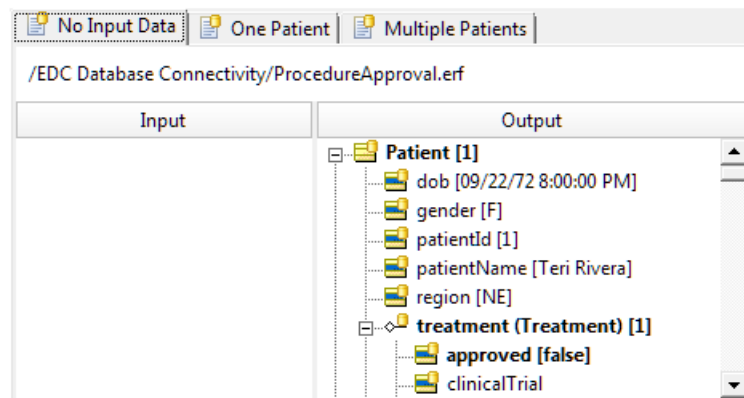 No Input Data One Patient Multiple Patients
/EDC Database Connectivity/ProcedureApproval.erf
Input Output
Patient [1]
dob [09/22/72 8:00:00 PM]
gender [F]
patientId [1]
patientName [Teri Rivera]
region [NE]
treatment (Treatment) [1]
approved [false]
clinicalTrial